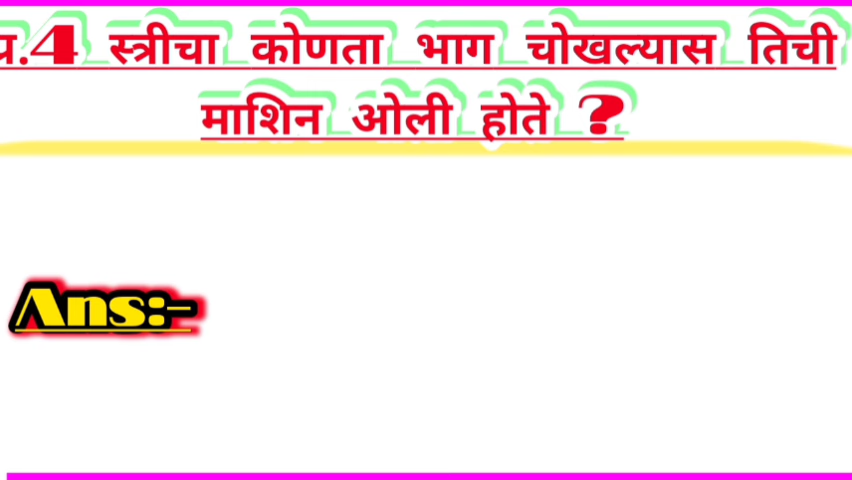 प्र.4 स्त्रीचा कोणता भाग चोखल्यास तिची
माशिन ओली होते ?
Ans:-